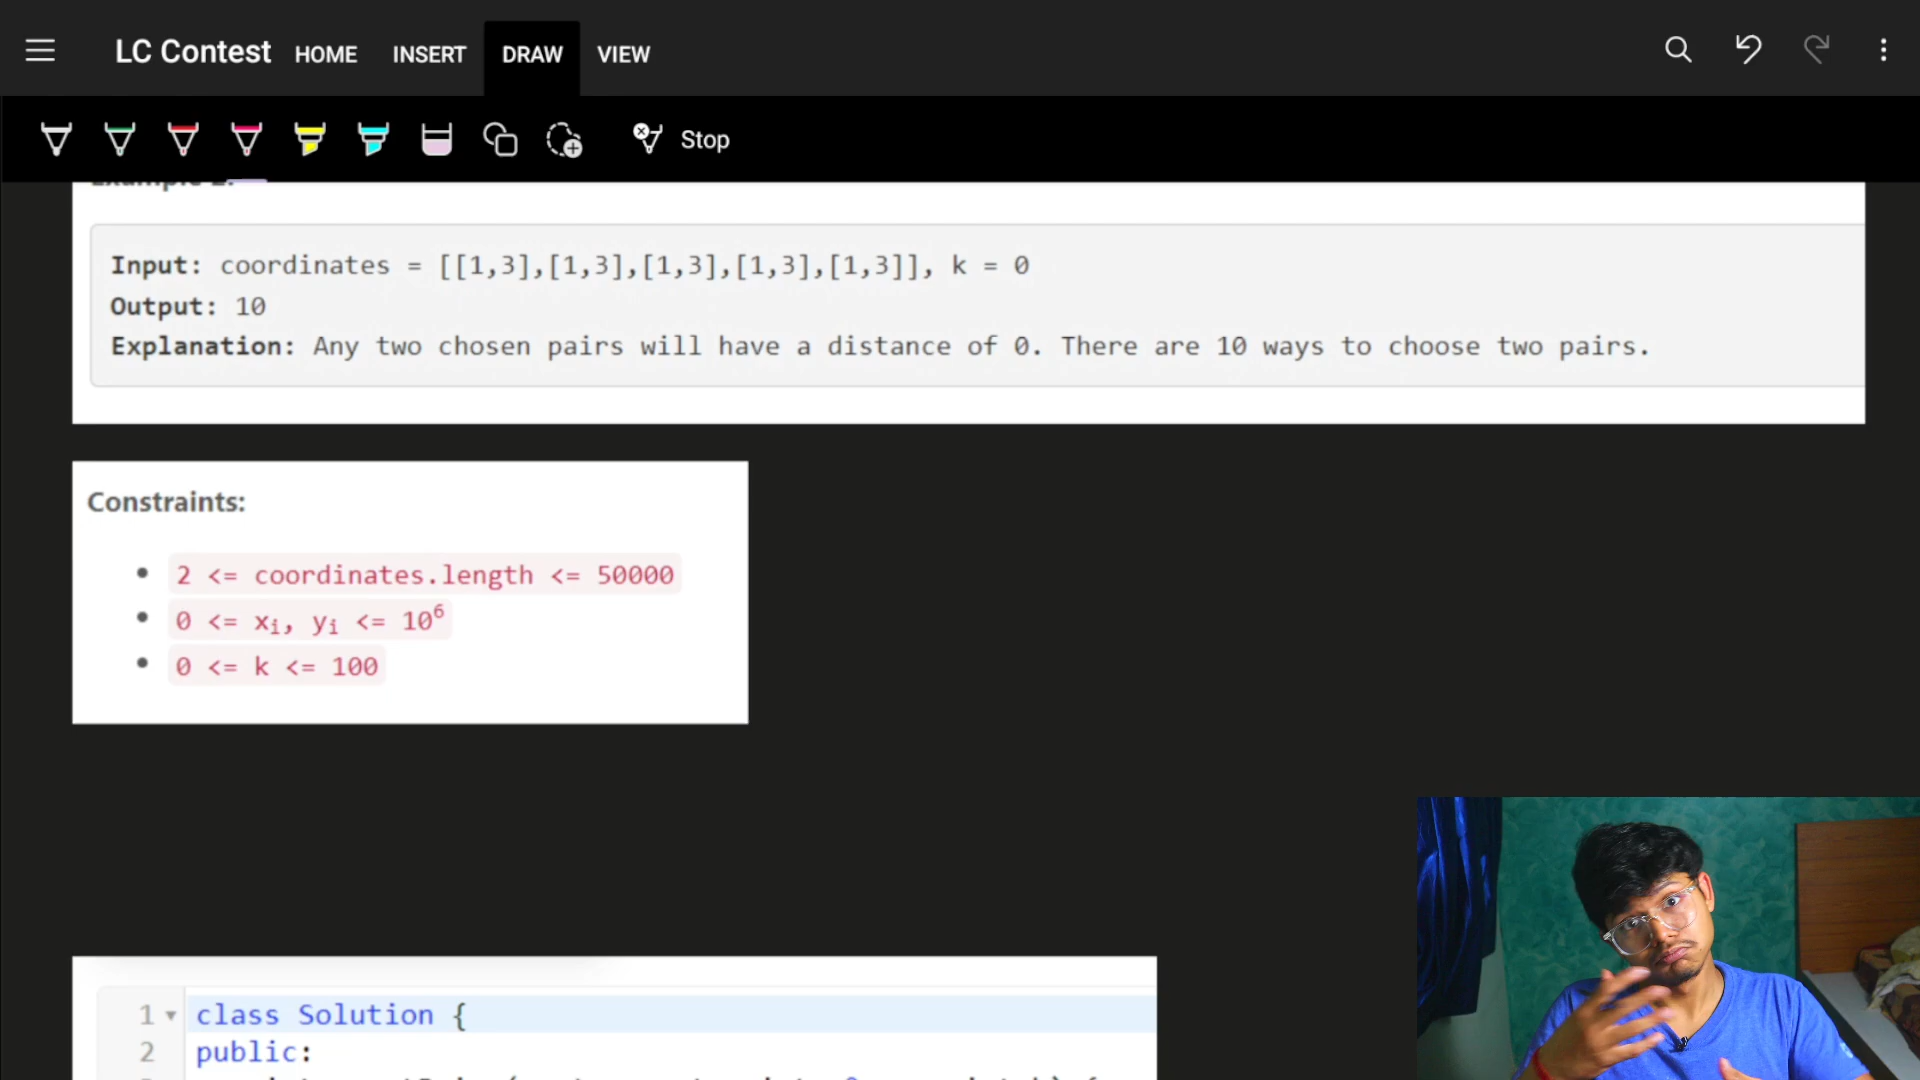 LC Contest HOME INSERT DRAW VIEW
Stop
Input: coordinates = [[1,3],[1,3],[1,3],[1,3],[1,3]], k = 0
Output: 10
Explanation: Any two chosen pairs will have a distance of 0. There are 10 ways to choose two pairs.
Constraints:
• 2 <= coordinates.length <= 50000
• 0 <= xᵢ, yᵢ <= 10⁶
• 0 <= k <= 100
1 class Solution {
2 public: